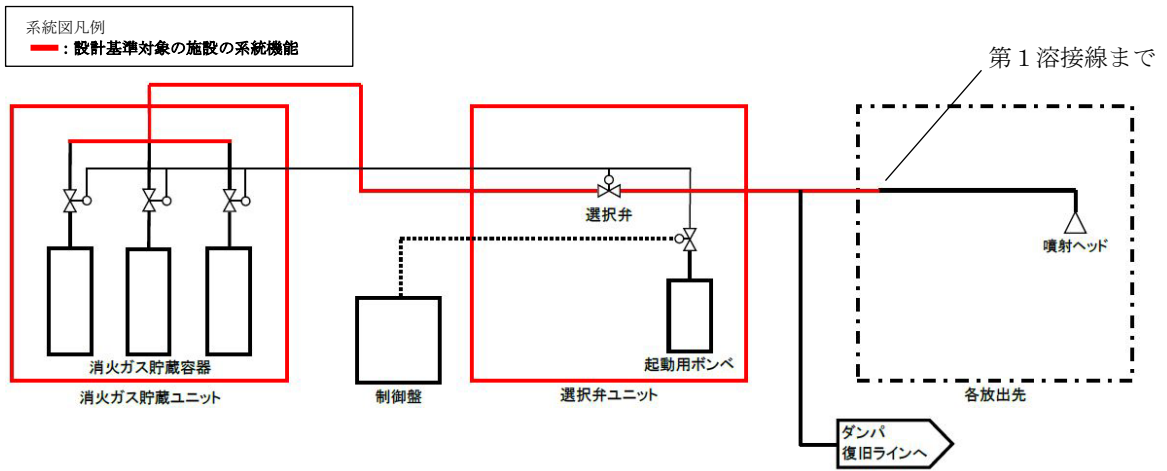 系統図凡例
:設計基準対象の施設の系統機能
第1溶接線まで
選択弁
噴射ヘッド
消火ガス貯蔵容器
起動用ボンベ
消火ガス貯蔵ユニット
制御盤
選択弁ユニット
各放出先
ダンパ
復旧ラインへ